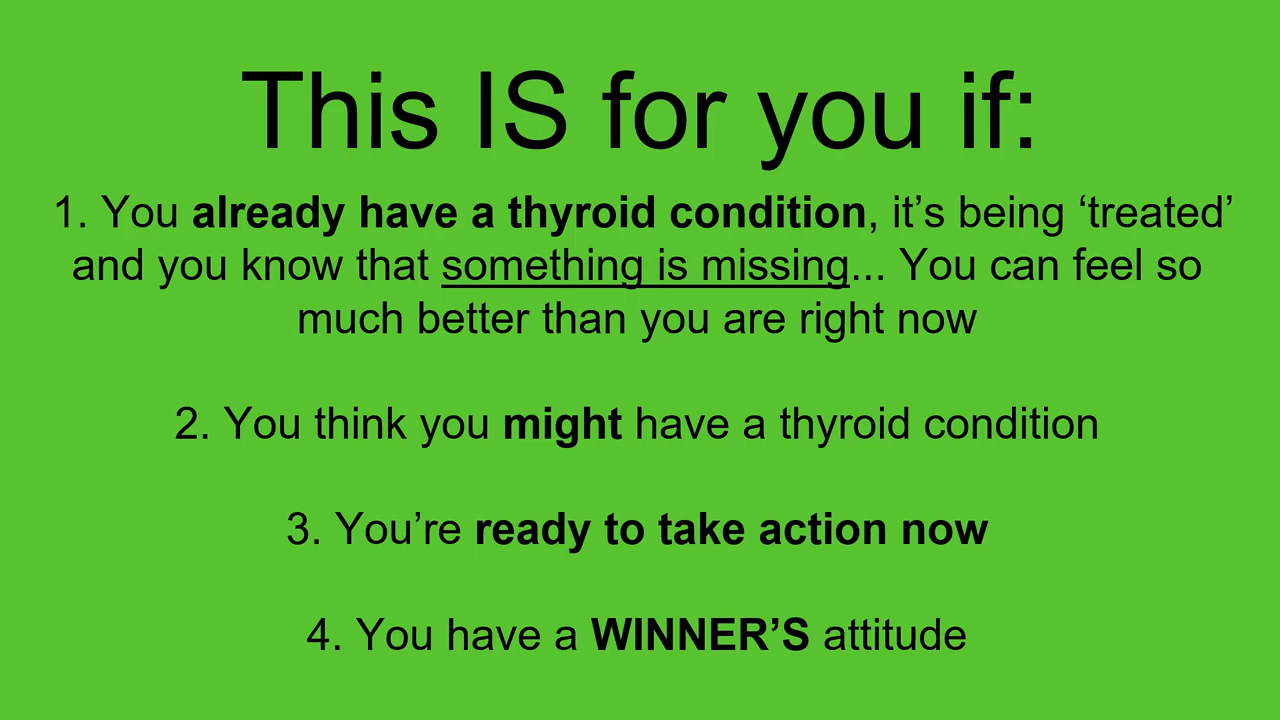 This IS for you if:
1. You already have a thyroid condition, it’s being ‘treated’
and you know that something is missing... You can feel so
much better than you are right now
2. You think you might have a thyroid condition
3. You’re ready to take action now
4. You have a WINNER’S attitude